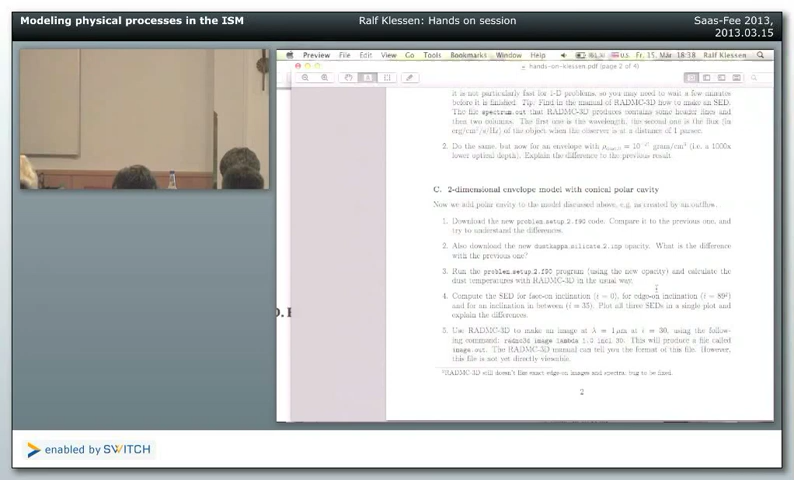 Modeling physical processes in the ISM
Ralf Klessen: Hands on session
Saas-Fee 2013,
2013.03.15
Preview File Edit View Go Tools Bookmarks Window Help
Fr. 15. Mär 18:38 Ralf Klessen
hands-on-klessen.pdf (page 2 of 4)
it is not particularly fast for 1-D problems, so you may need to wait a few minutes
before it is finished. Tip: Find in the manual of RADMC-3D how to make an SED.
The file spectrum.out that RADMC-3D produces contains some header lines and
then two columns. The first one is the wavelength, the second one is the flux (in
erg/cm²/s/Hz) of the object when the observer is at a distance of 1 parsec.
2. Do the same, but now for an envelope with gram/cm³ (i.e. a 1000x
lower optical depth). Explain the difference to the previous result.
C. 2-dimensional envelope model with conical polar cavity
Now we add polar cavity to the model discussed above, e.g. as created by an outflow.
1. Download the new problem_setup_2.f90 code. Compare it to the previous one, and
try to understand the differences.
2. Also download the new dustkappa_silicate_2.inp opacity. What is the difference
with the previous one?
3. Run the problem_setup_2.f90 program (using the new opacity) and calculate the
dust temperatures with RADMC-3D in the usual way.
4. Compute the SED for face-on inclination (i = 0), for edge-on inclination (i = 89²)
and for an inclination in between (i = 35). Plot all three SEDs in a single plot and
explain the differences.
5. Use RADMC-3D to make an image at λ = 1μm at i = 30, using the follow-
ing command: radmc3d image lambda 1.0 incl 30. This will produce a file called
image.out. The RADMC-3D manual can tell you the format of this file. However,
this file is not yet directly viewable.
²RADMC-3D still doesn't like exact edge-on images and spectra, bug to be fixed.
2
enabled by SWITCH